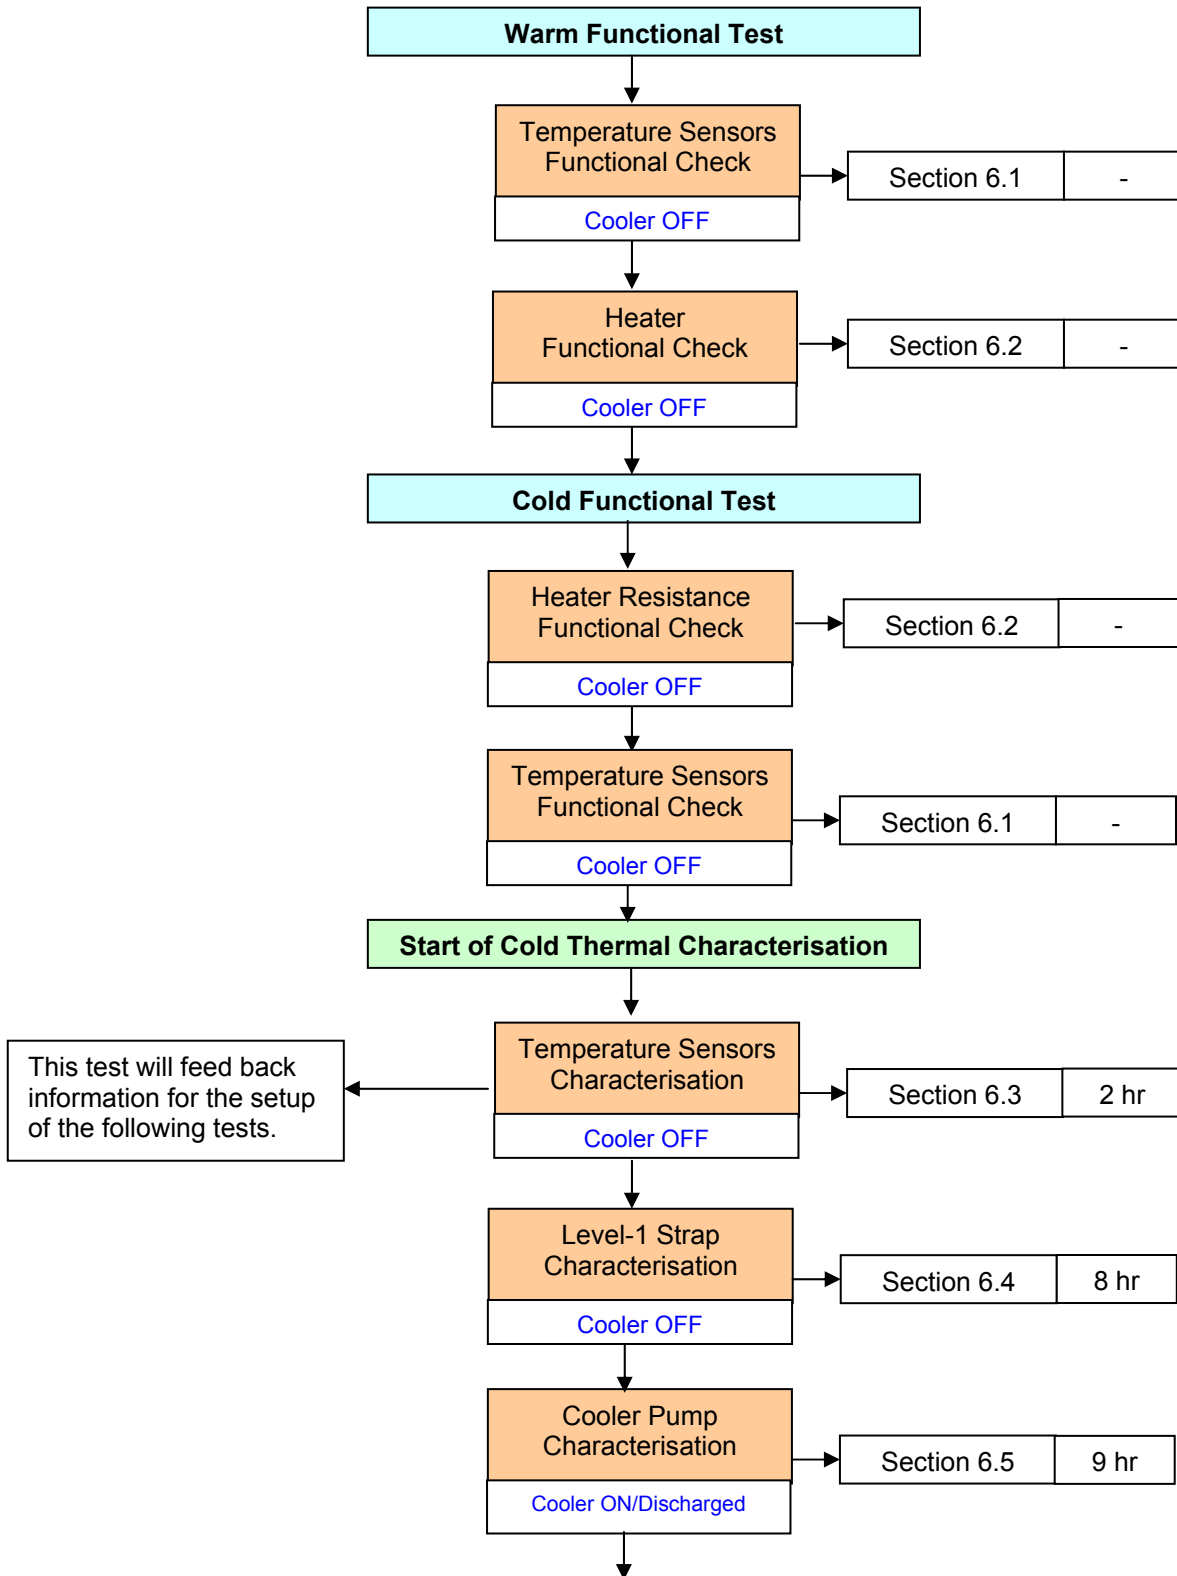 Warm Functional Test
Temperature Sensors
Functional Check
Cooler OFF
Section 6.1
-
Heater
Functional Check
Cooler OFF
Section 6.2
-
Cold Functional Test
Heater Resistance
Functional Check
Cooler OFF
Section 6.2
-
Temperature Sensors
Functional Check
Cooler OFF
Section 6.1
-
Start of Cold Thermal Characterisation
This test will feed back
information for the setup
of the following tests.
Temperature Sensors
Characterisation
Cooler OFF
Section 6.3
2 hr
Level-1 Strap
Characterisation
Cooler OFF
Section 6.4
8 hr
Cooler Pump
Characterisation
Cooler ON/Discharged
Section 6.5
9 hr